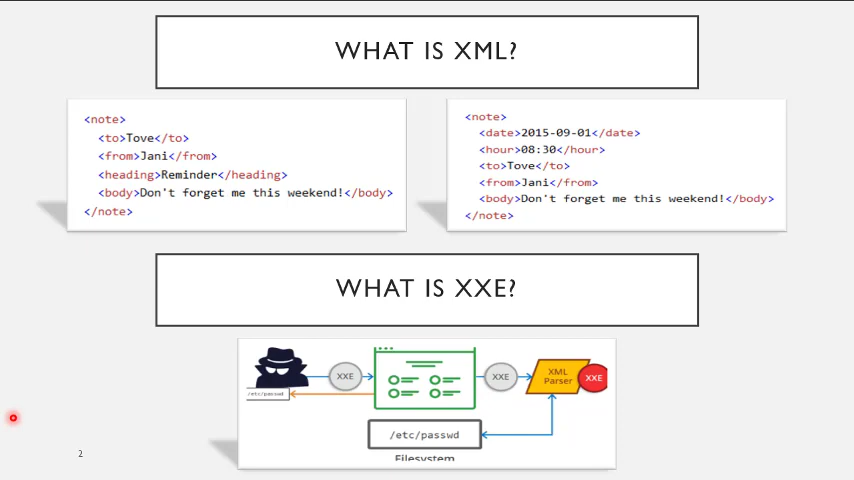 WHAT IS XML?
<note>
<to>Tove</to>
<from>Jani</from>
<heading>Reminder</heading>
<body>Don't forget me this weekend!</body>
</note>
<note>
<date>2015-09-01</date>
<hour>08:30</hour>
<to>Tove</to>
<from>Jani</from>
<body>Don't forget me this weekend!</body>
</note>
WHAT IS XXE?
XXE
XXE
XML
Parser
XXE
/etc/passwd
/etc/passwd
Filesystem
2